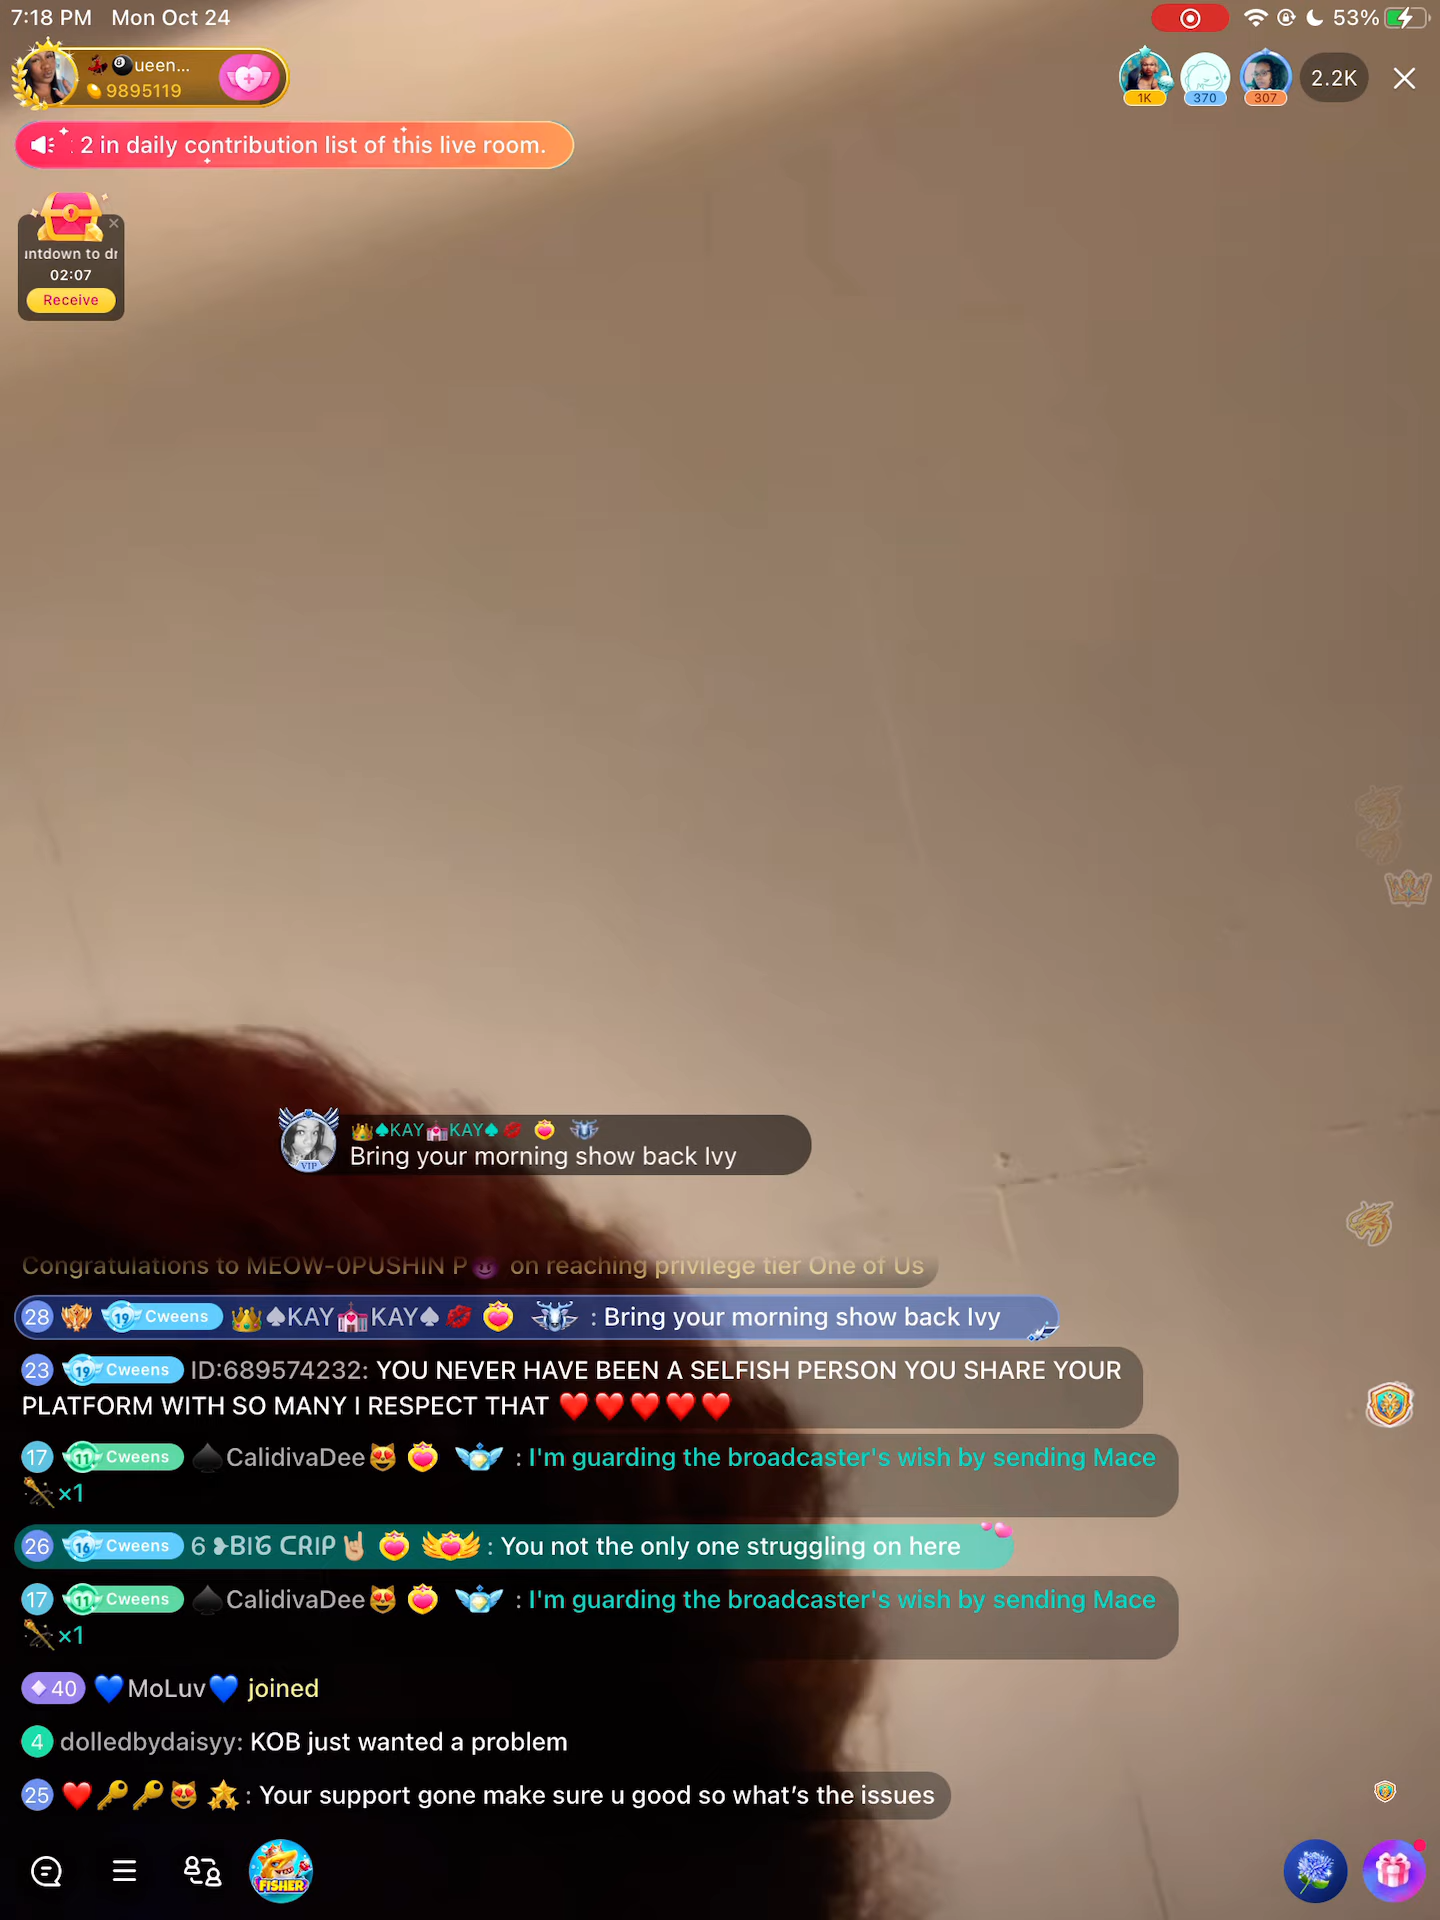 7:18 PM Mon Oct 24
53%
ueen...
9895119
1K
370
307
2.2K
2 in daily contribution list of this live room.
ntdown to dr
02:07
Receive
♠KAY💒KAY♠💋
Bring your morning show back Ivy
VIP
Congratulations to MEOW-0PUSHIN P😈 on reaching privilege tier One of Us
28 19 Cweens 👑♠KAY💒KAY♠💋 : Bring your morning show back Ivy
23 19 Cweens ID:689574232: YOU NEVER HAVE BEEN A SELFISH PERSON YOU SHARE YOUR
PLATFORM WITH SO MANY I RESPECT THAT ❤️❤️❤️❤️❤️
17 11 Cweens ♠CalidivaDee😻 : I'm guarding the broadcaster's wish by sending Mace
×1
26 16 Cweens 6 ❥BIG CRIP🤘🏼 : You not the only one struggling on here
17 11 Cweens ♠CalidivaDee😻 : I'm guarding the broadcaster's wish by sending Mace
×1
40 💙MoLuv💙 joined
4 dolledbydaisyy: KOB just wanted a problem
25 ❤️🔑🔑😻 : Your support gone make sure u good so what's the issues
FISHER